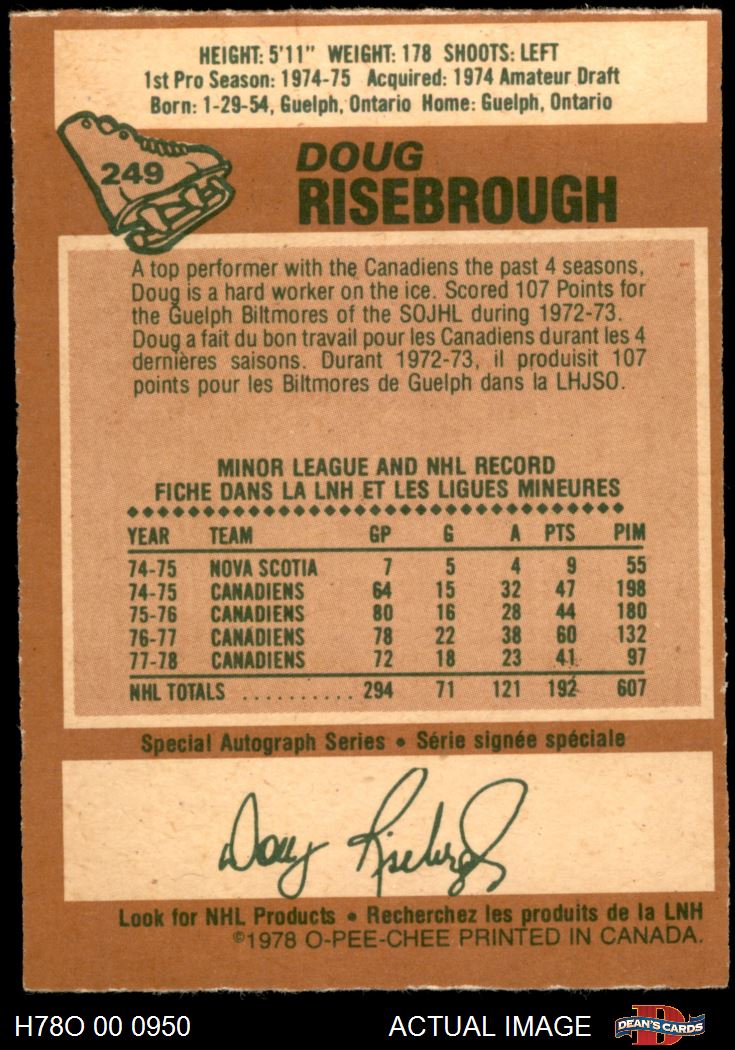 HEIGHT: 5'11" WEIGHT: 178 SHOOTS: LEFT
1st Pro Season: 1974-75 Acquired: 1974 Amateur Draft
Born: 1-29-54, Guelph, Ontario Home: Guelph, Ontario
249
DOUG
RISEBROUGH
A top performer with the Canadiens the past 4 seasons,
Doug is a hard worker on the ice. Scored 107 Points for
the Guelph Biltmores of the SOJHL during 1972-73.
Doug a fait du bon travail pour les Canadiens durant les 4
dernières saisons. Durant 1972-73, il produisit 107
points pour les Biltmores de Guelph dans la LHJSO.
MINOR LEAGUE AND NHL RECORD
FICHE DANS LA LNH ET LES LIGUES MINEURES
YEAR TEAM GP G A PTS PIM
74-75 NOVA SCOTIA 7 5 4 9 55
74-75 CANADIENS 64 15 32 47 198
75-76 CANADIENS 80 16 28 44 180
76-77 CANADIENS 78 22 38 60 132
77-78 CANADIENS 72 18 23 41 97
NHL TOTALS .......... 294 71 121 192 607
Special Autograph Series • Série signée spéciale
Doug Risebrough
Look for NHL Products • Recherchez les produits de la LNH
©1978 O-PEE-CHEE PRINTED IN CANADA.
H78O 00 0950 ACTUAL IMAGE DEAN'S CARDS